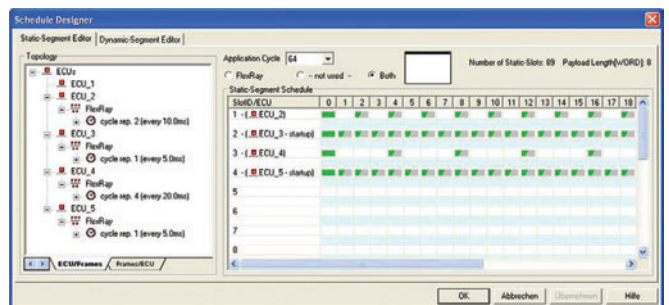 Schedule Designer
Static-Segment Editor Dynamic-Segment Editor
Topology
ECUs
ECU_1
ECU_2
FlexRay
cycle rep. 2 (every 10.0ms)
ECU_3
FlexRay
cycle rep. 1 (every 5.0ms)
ECU_4
FlexRay
cycle rep. 4 (every 20.0ms)
ECU_5
FlexRay
cycle rep. 1 (every 5.0ms)
ECU/Frames Frames/ECU
Application Cycle 64
FlexRay - not used - Both
Number of Static-Slots: 89 Payload Length(WORD): 8
Static-Segment Schedule
SlotID/ECU 0 1 2 3 4 5 6 7 8 9 10 11 12 13 14 15 16 17 18
1 -( ECU_2)
2 -( ECU_3 - startup)
3 -( ECU_4)
4 -( ECU_5 - startup)
5
6
7
8
OK Abbrechen Übernehmen Hilfe